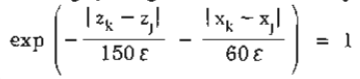 exp ( - | z_k - z_j | / 150 ε - | x_k ~ x_j | / 60 ε ) = 1